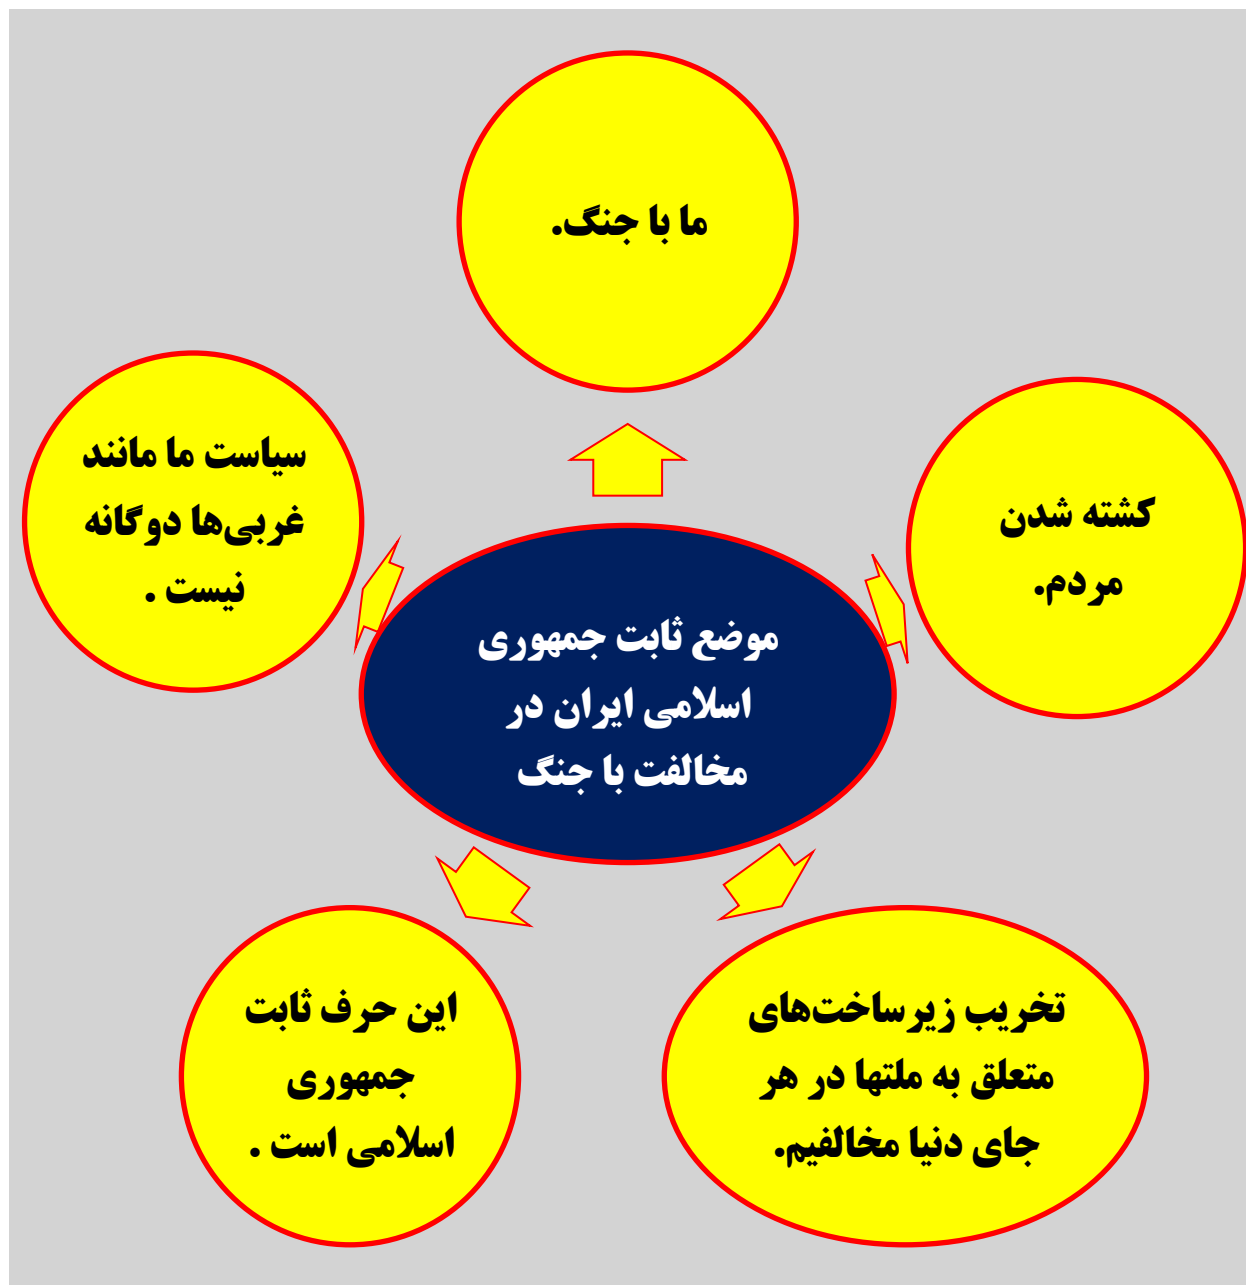 ما با جنگ.
کشته شدن
مردم.
تخریب زیرساخت‌های
متعلق به ملتها در هر
جای دنیا مخالفیم.
این حرف ثابت
جمهوری
اسلامی است .
سیاست ما مانند
غربی‌ها دوگانه
نیست .
موضع ثابت جمهوری
اسلامی ایران در
مخالفت با جنگ